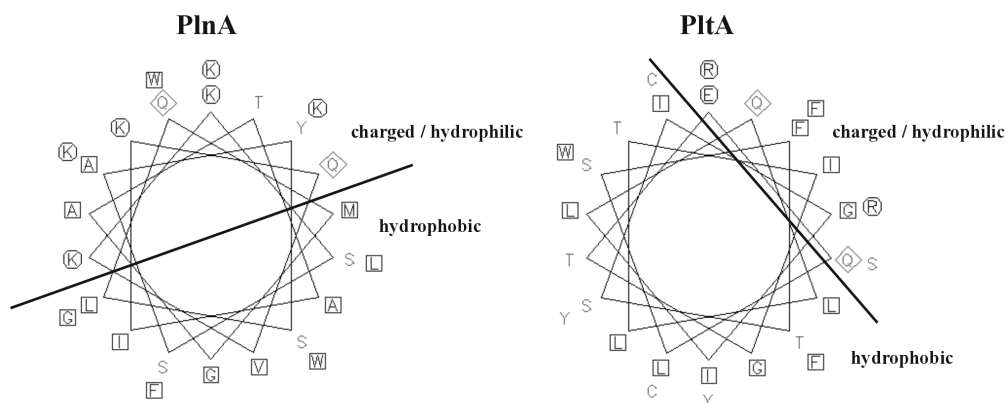 PlnA PltA
K R
W K C E
Q T K I Q F
K Y T F
charged / hydrophilic charged / hydrophilic
K A Q W S I
A M L G R
hydrophobic
K S L T Q S
G L A Y S L
I S W L T F
hydrophobic
S G V L I G
F C Y